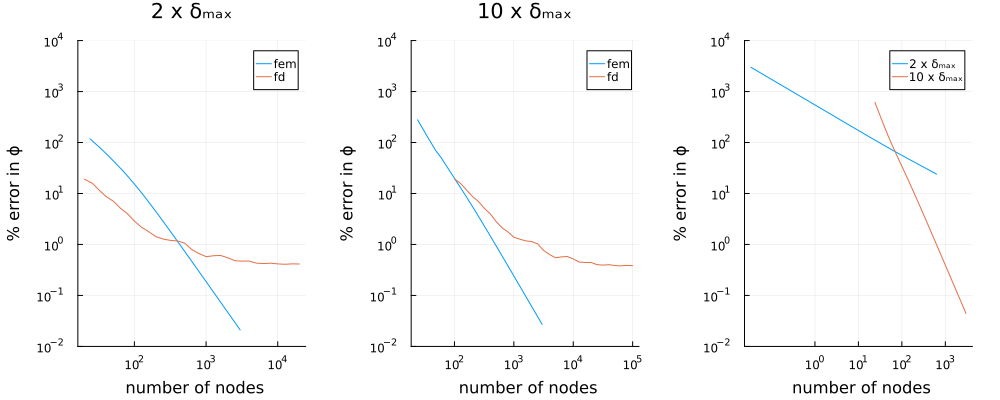 2 x δₘₐₓ
% error in ϕ
10⁴
10³
10²
10¹
10⁰
10⁻¹
10⁻²
fem
fd
10² 10³ 10⁴
number of nodes
10 x δₘₐₓ
% error in ϕ
10⁴
10³
10²
10¹
10⁰
10⁻¹
10⁻²
fem
fd
10² 10³ 10⁴ 10⁵
number of nodes
% error in ϕ
10⁴
10³
10²
10¹
10⁰
10⁻¹
10⁻²
2 x δₘₐₓ
10 x δₘₐₓ
10⁰ 10¹ 10² 10³
number of nodes